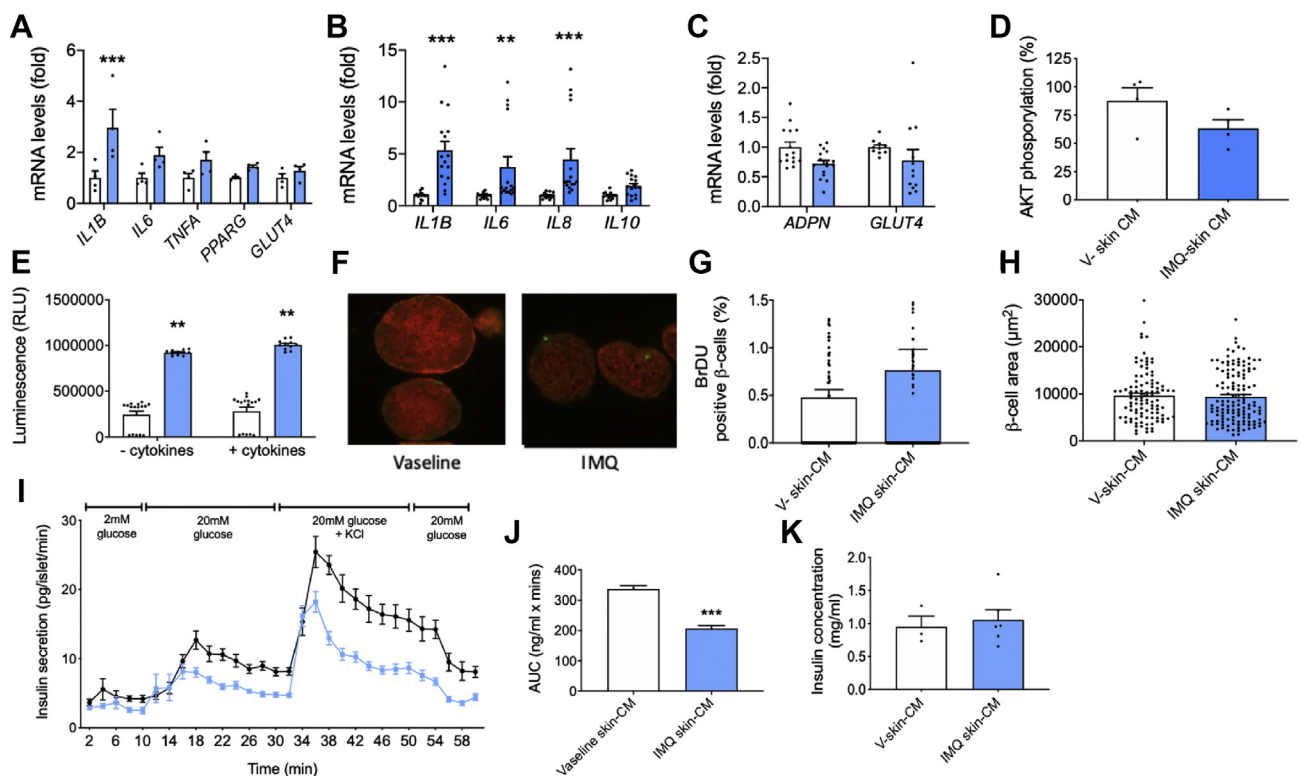 A
mRNA levels (fold)
6
4
2
0
***
IL1B
IL6
TNFA
PPARG
GLUT4
B
mRNA levels (fold)
15
10
5
0
***
**
***
IL1B
IL6
IL8
IL10
C
mRNA levels (fold)
2.5
2.0
1.5
1.0
0.5
0.0
ADPN
GLUT4
D
AKT phosporylation (%)
125
100
75
50
25
0
V- skin CM
IMQ-skin CM
E
Luminescence (RLU)
1500000
1000000
500000
0
**
**
- cytokines
+ cytokines
F
Vaseline
IMQ
G
BrDU
positive β-cells (%)
1.5
1.0
0.5
0.0
V- skin-CM
IMQ skin-CM
H
β-cell area (µm²)
30000
20000
10000
0
V-skin-CM
IMQ skin-CM
I
2mM
glucose
20mM
glucose
20mM glucose
+ KCl
20mM
glucose
Insulin secretion (pg/islet/min)
30
20
10
0
2
6
10
14
18
22
26
30
34
38
42
46
50
54
58
Time (min)
J
AUC (ng/ml x mins)
400
300
200
100
0
***
Vaseline skin-CM
IMQ skin-CM
K
Insulin concentration
(mg/ml)
2.0
1.5
1.0
0.5
0.0
V-skin-CM
IMQ skin-CM